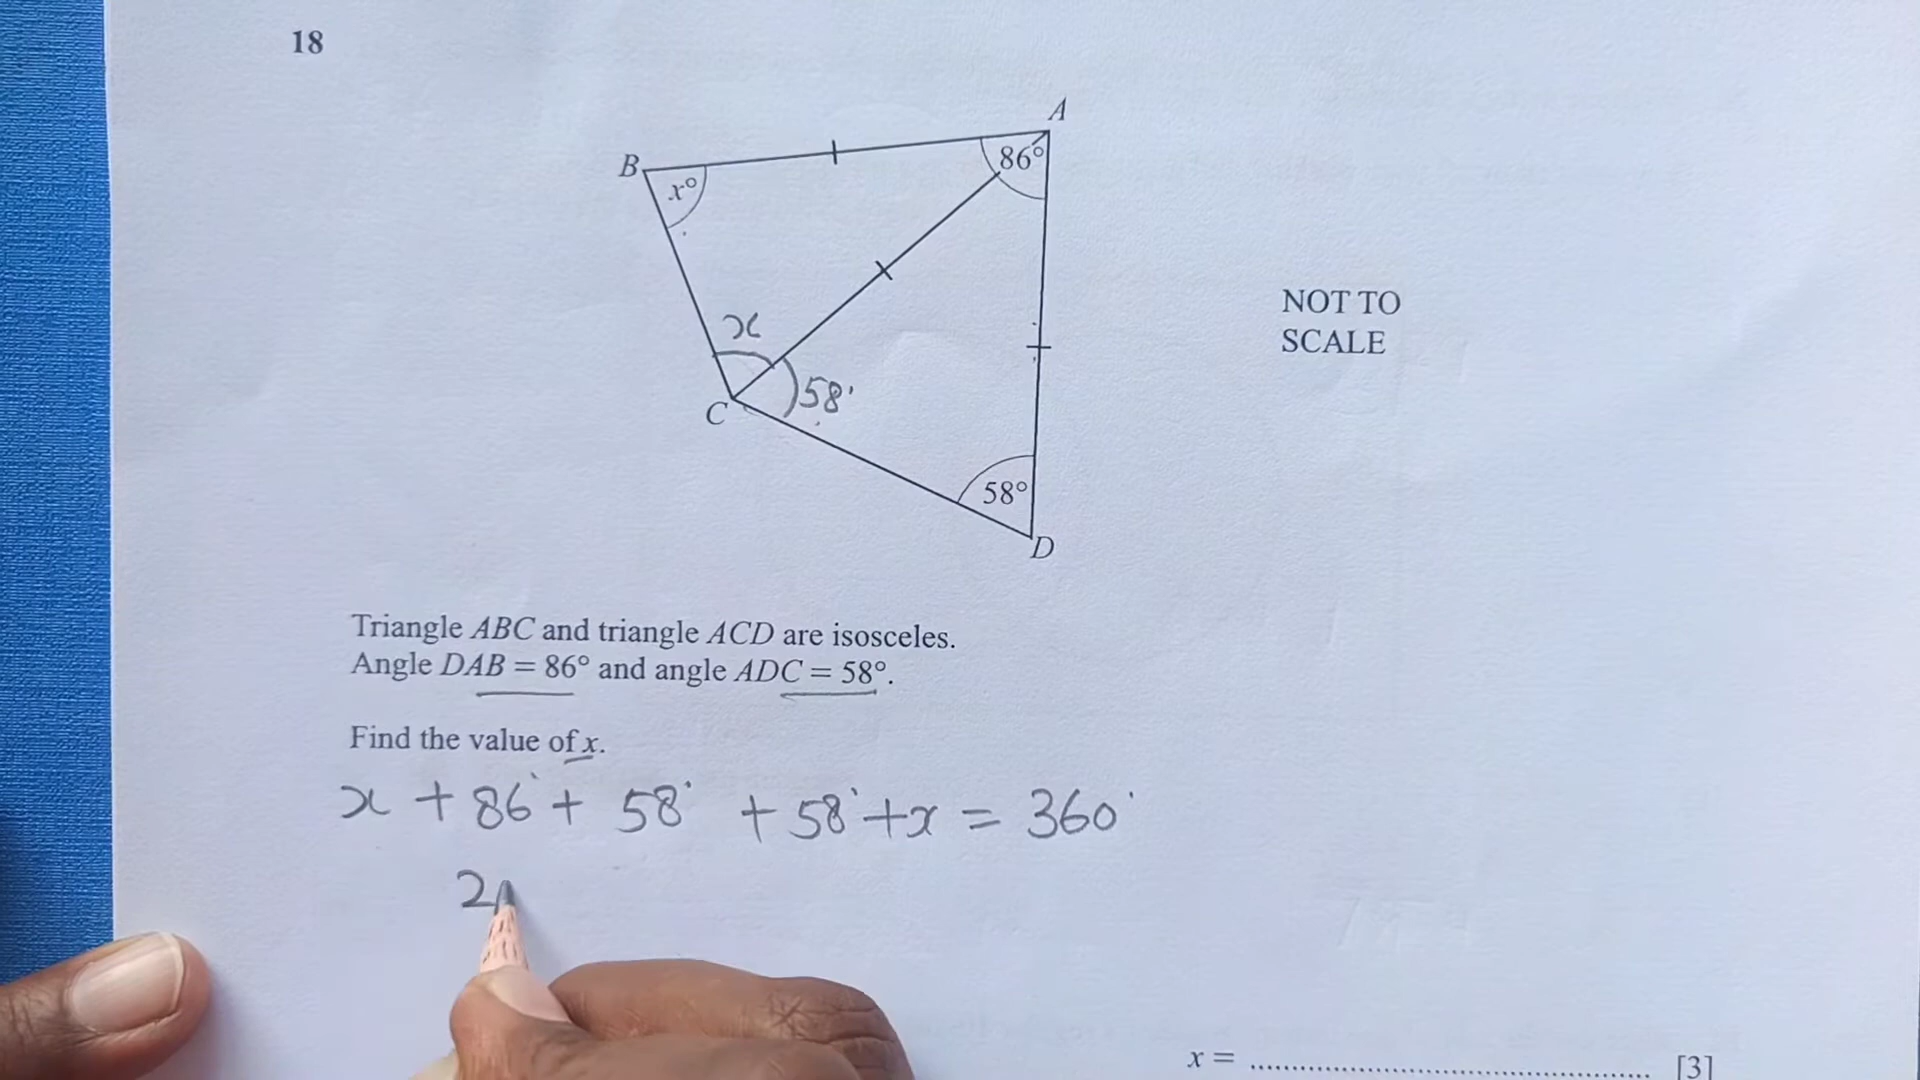 18
A
B
86°
x°
x
58°
C
58°
D
NOT TO
SCALE
Triangle ABC and triangle ACD are isosceles.
Angle DAB = 86° and angle ADC = 58°.
Find the value of x.
x + 86° + 58° + 58° + x = 360°
2
x = .......................................................... [3]